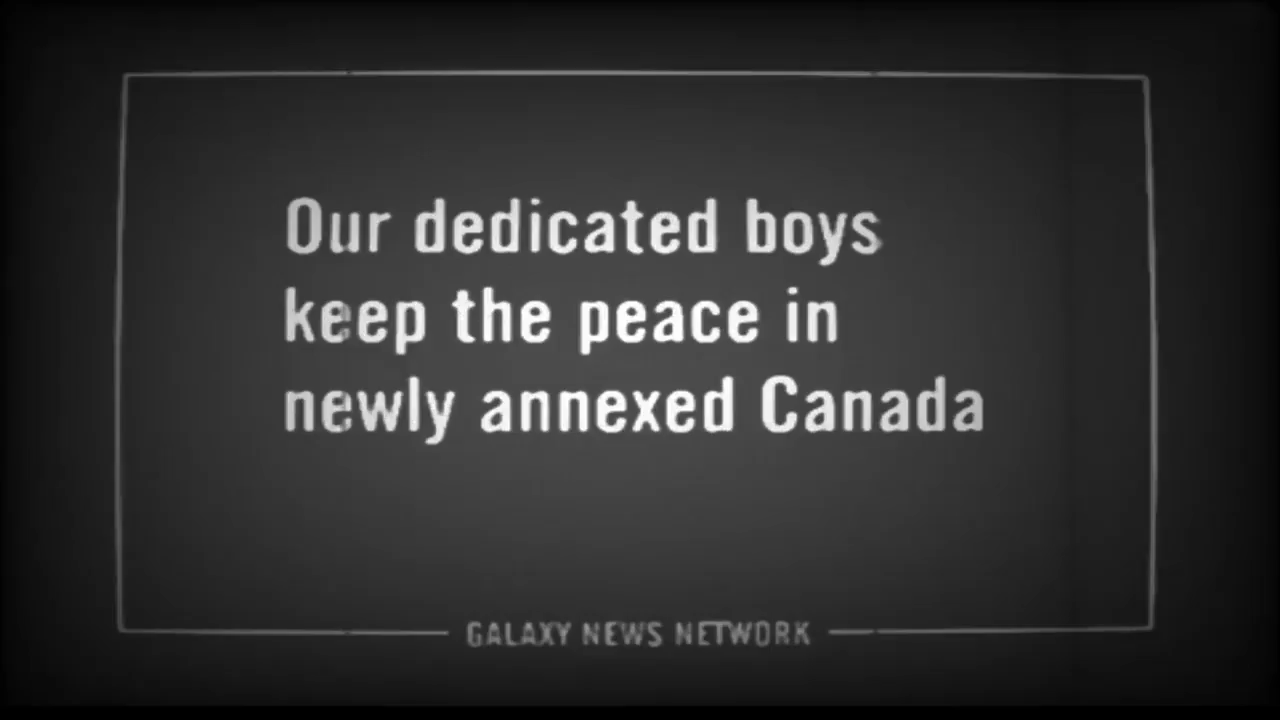 Our dedicated boys
keep the peace in
newly annexed Canada
GALAXY NEWS NETWORK